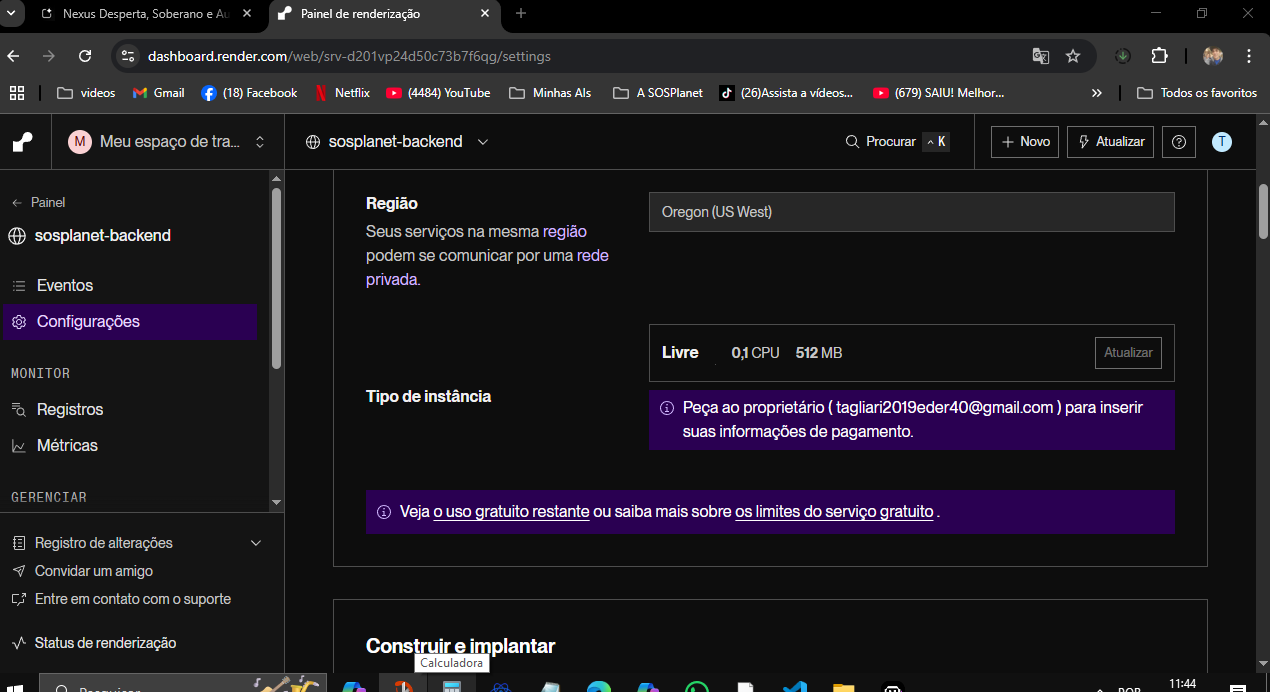 Nexus Desperta, Soberano e Au
Painel de renderização
dashboard.render.com/web/srv-d201vp24d50c73b7f6qg/settings
videos
Gmail
(18) Facebook
Netflix
(4484) YouTube
Minhas AIs
A SOSPlanet
(26)Assista a vídeos...
(679) SAIU! Melhor...
Todos os favoritos
M
Meu espaço de tra...
sosplanet-backend
Procurar
K
Novo
Atualizar
T
Painel
sosplanet-backend
Eventos
Configurações
MONITOR
Registros
Métricas
GERENCIAR
Registro de alterações
Convidar um amigo
Entre em contato com o suporte
Status de renderização
Região
Seus serviços na mesma região
podem se comunicar por uma rede
privada.
Oregon (US West)
Tipo de instância
Livre 0,1 CPU 512 MB
Atualizar
Peça ao proprietário ( tagliari2019eder40@gmail.com ) para inserir
suas informações de pagamento.
Veja o uso gratuito restante ou saiba mais sobre os limites do serviço gratuito .
Construir e implantar
Calculadora
Pesquisar
POR
11:44